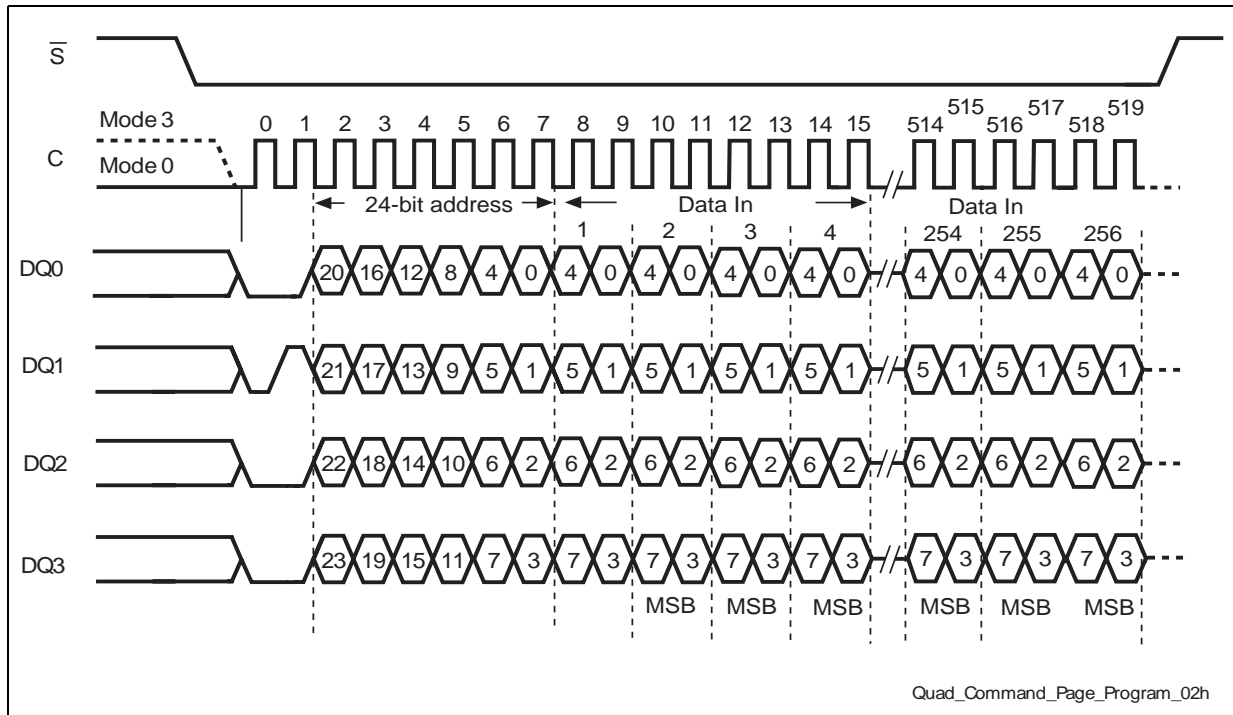 S
Mode 3
0 1 2 3 4 5 6 7 8 9 10 11 12 13 14 15 514 515 516 517 518 519
C
Mode 0
24-bit address Data In Data In
1 2 3 4 254 255 256
DQ0 20 16 12 8 4 0 4 0 4 0 4 0 4 0 4 0 4 0 4 0
DQ1 21 17 13 9 5 1 5 1 5 1 5 1 5 1 5 1 5 1 5 1
DQ2 22 18 14 10 6 2 6 2 6 2 6 2 6 2 6 2 6 2 6 2
DQ3 23 19 15 11 7 3 7 3 7 3 7 3 7 3 7 3 7 3 7 3
MSB MSB MSB MSB MSB MSB
Quad_Command_Page_Program_02h